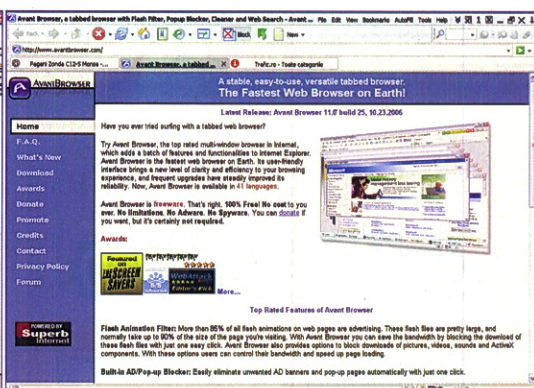 Avant Browser, a tabbed browser with Flash Filter, Popup Blocker, Cleaner and Web Search - Avant ...
File Edit View Bookmarks AutoFill Tools Help
Back
Block
New
http://www.avantbrowser.com/
Pagani Zonda C12-S Monza -...
Avant Browser, a tabbed ...
Trafic.ro - Toate categoriile
AVANTBROWSER
A stable, easy-to-use, versatile tabbed browser.
The Fastest Web Browser on Earth!
Latest Release: Avant Browser 11.0 build 25, 10.23.2006
Home
F.A.Q.
What's New
Download
Awards
Donate
Promote
Credits
Contact
Privacy Policy
Forum
POWERED BY
Superb
Internet
Have you ever tried surfing with a tabbed web browser?
Try Avant Browser, the top rated multi-window browser in Internet,
which adds a batch of features and functionalities to Internet Explorer.
Avant Browser is the fastest web browser on Earth. Its user-friendly
interface brings a new level of clarity and efficiency to your browsing
experience, and frequent upgrades have steadily improved its
reliability. Now, Avant Browser is available in 41 languages.
Avant Browser is freeware. That's right, 100% Free! No cost to you
ever. No limitations. No Adware. No Spyware. You can donate if
you want, but it's certainly not required.
Awards:
Featured
ON
THE SCREEN
SAVERS
5/5
WebAttack
Editor's Pick
More...
Top Rated Features of Avant Browser
Flash Animation Filter: More than 85% of all flash animations on web pages are advertising. These flash files are pretty large, and
normally take up to 90% of the size of the page you're visiting. With Avant Browser you can save the bandwidth by blocking the download of
these flash files with just one easy click. Avant Browser also provides options to block downloads of pictures, videos, sounds and ActiveX
components. With these options users can control their bandwidth and speed up page loading.
Built-in AD/Pop-up Blocker: Easily eliminate unwanted AD banners and pop-up pages automatically with just one click.